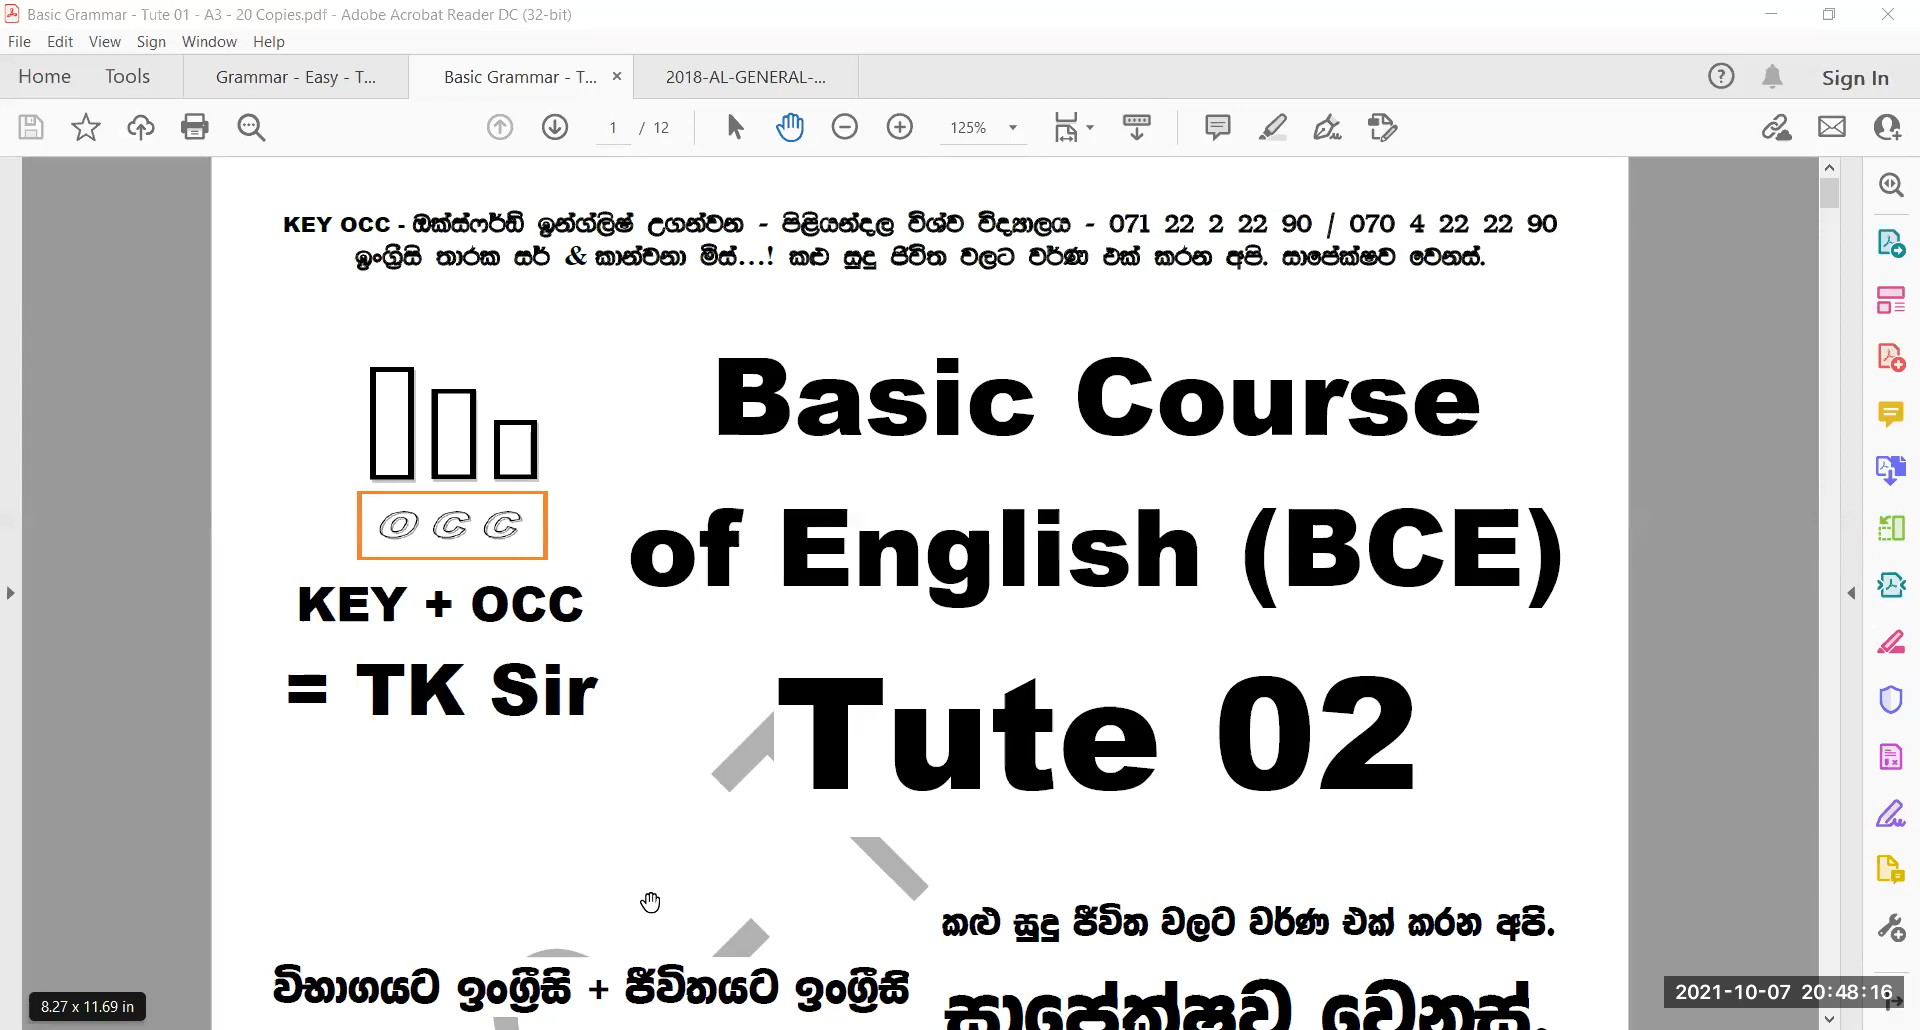 Basic Grammar - Tute 01 - A3 - 20 Copies.pdf - Adobe Acrobat Reader DC (32-bit)
File Edit View Sign Window Help
Home Tools Grammar - Easy - T... Basic Grammar - T... × 2018-AL-GENERAL-... Sign In
1 / 12 125%
KEY OCC - ඔක්ස්ෆර්ඩ් ඉන්ග්ලිෂ් උගන්වන - පිළියන්දල විශ්ව විද්‍යාලය - 071 22 2 22 90 / 070 4 22 22 90
ඉංග්‍රීසි තාරක සර් & කාන්චනා මිස්...! කළු සුදු ජීවිත වලට වර්ණ එක් කරන අපි. සාපේක්ෂව වෙනස්.
Basic Course
of English (BCE)
Tute 02
OCC
KEY + OCC
= TK Sir
කළු සුදු ජීවිත වලට වර්ණ එක් කරන අපි.
විභාගයට ඉංග්‍රීසි + ජීවිතයට ඉංග්‍රීසි
සාපේක්ෂව වෙනස්.
8.27 x 11.69 in
2021-10-07 20:48:16